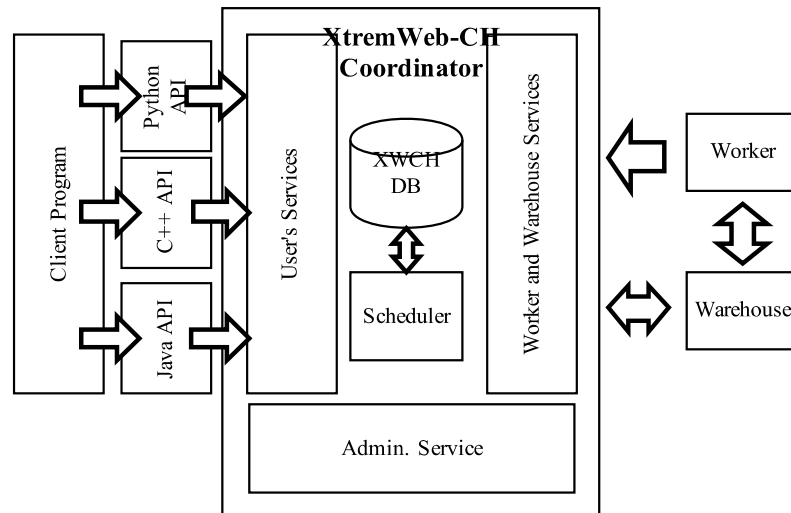 XtremWeb-CH
Coordinator
Client Program
Python
API
C++ API
Java API
User's Services
XWCH
DB
Scheduler
Worker and Warehouse Services
Worker
Warehouse
Admin. Service